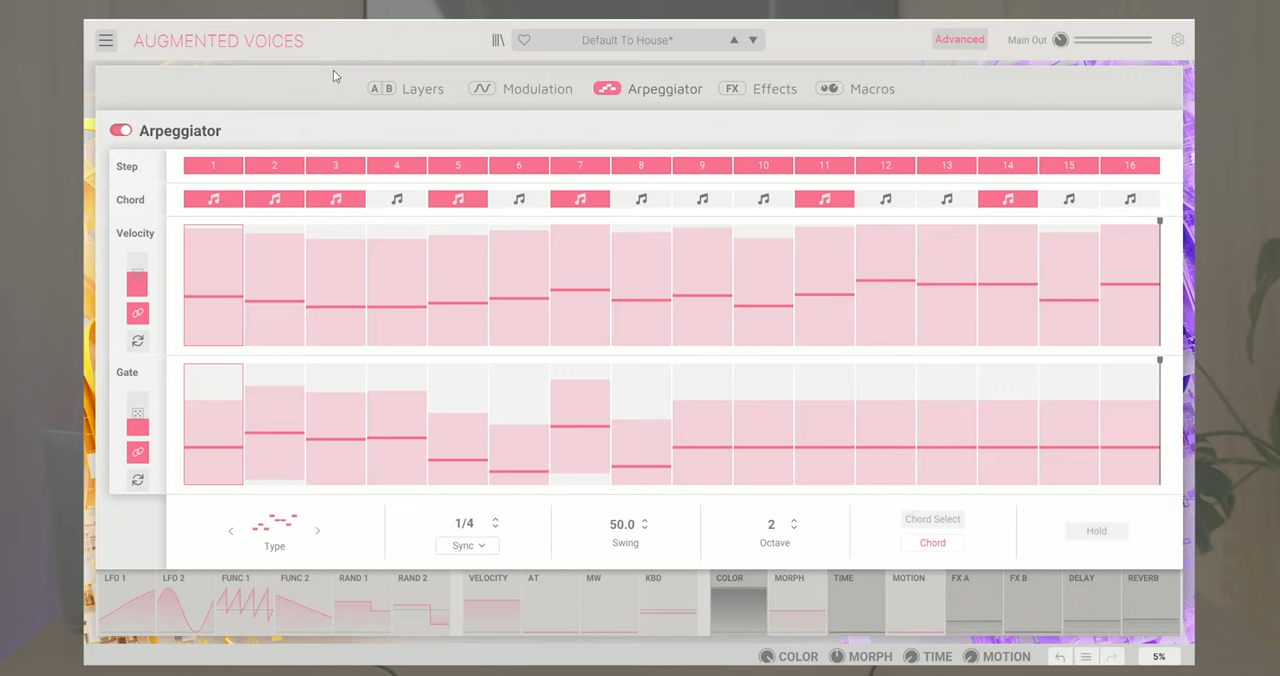 AUGMENTED VOICES
Default To House*
Advanced
Main Out
A B Layers
Modulation
Arpeggiator
FX Effects
Macros
Arpeggiator
Step 1 2 3 4 5 6 7 8 9 10 11 12 13 14 15 16
Chord
Velocity
Gate
Type
1/4
Sync
50.0
Swing
2
Octave
Chord Select
Chord
Hold
LFO 1 LFO 2 FUNC 1 FUNC 2 RAND 1 RAND 2 VELOCITY AT MW KBD COLOR MORPH TIME MOTION FX A FX B DELAY REVERB
COLOR MORPH TIME MOTION 5%